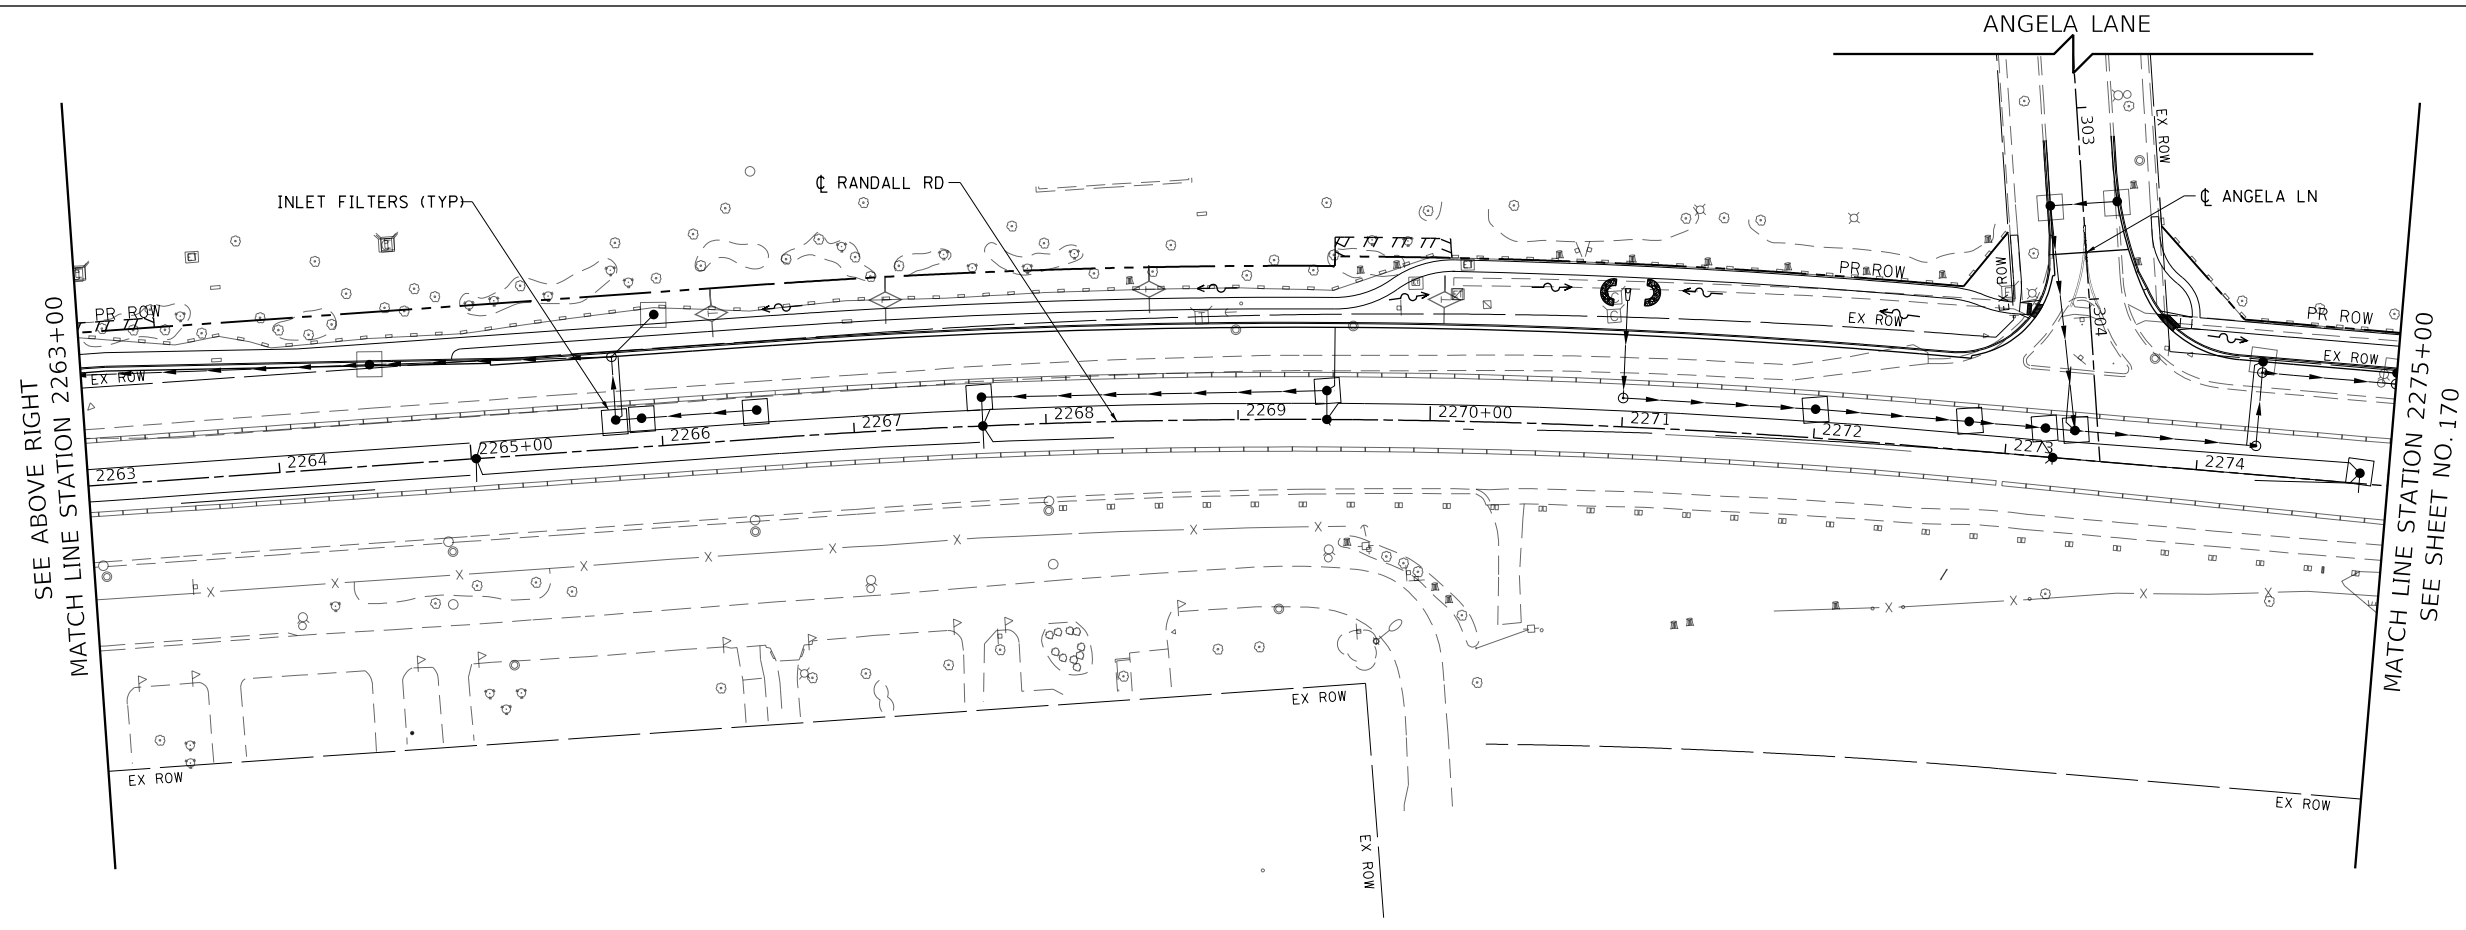 ANGELA LANE
303
EX ROW
INLET FILTERS (TYP)
℄ RANDALL RD
℄ ANGELA LN
PR ROW
PR ROW
EX ROW
EX ROW
304
PR ROW
EX ROW
EX ROW
2263
2264
2265+00
2266
2267
2268
2269
2270+00
2271
2272
2273
2274
SEE ABOVE RIGHT
MATCH LINE STATION 2263+00
MATCH LINE STATION 2275+00
SEE SHEET NO. 170
EX ROW
EX ROW
EX ROW
EX ROW